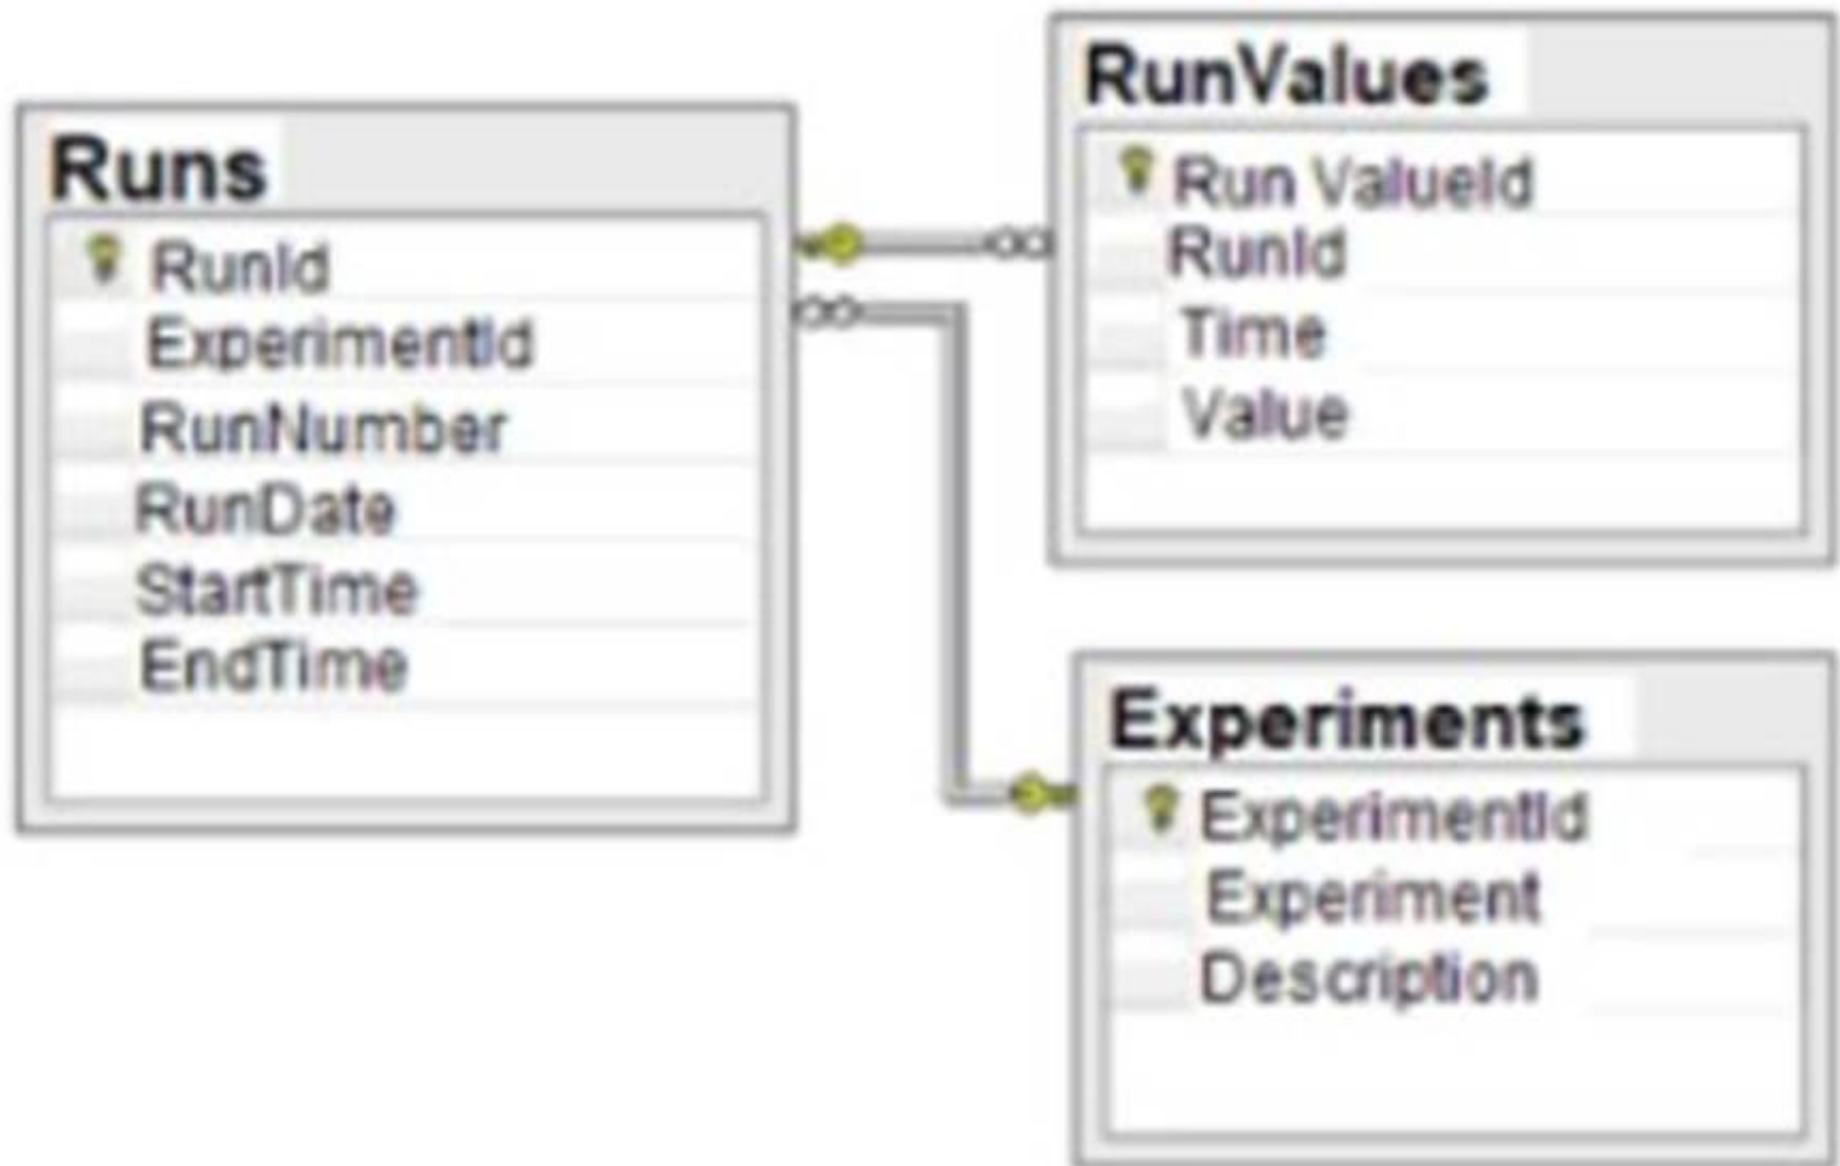 Runs
RunId
ExperimentId
RunNumber
RunDate
StartTime
EndTime
RunValues
Run ValueId
RunId
Time
Value
Experiments
ExperimentId
Experiment
Description